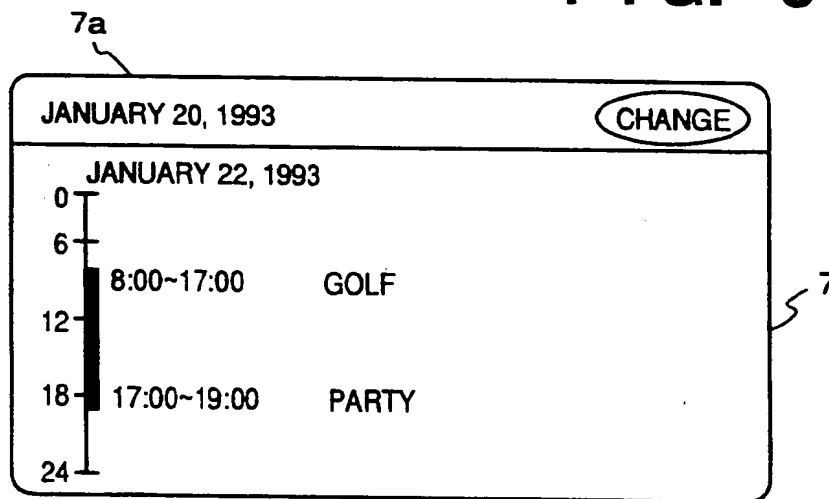 7a
JANUARY 20, 1993 CHANGE
JANUARY 22, 1993
0
6
8:00~17:00 GOLF
7
12
18 17:00~19:00 PARTY
24